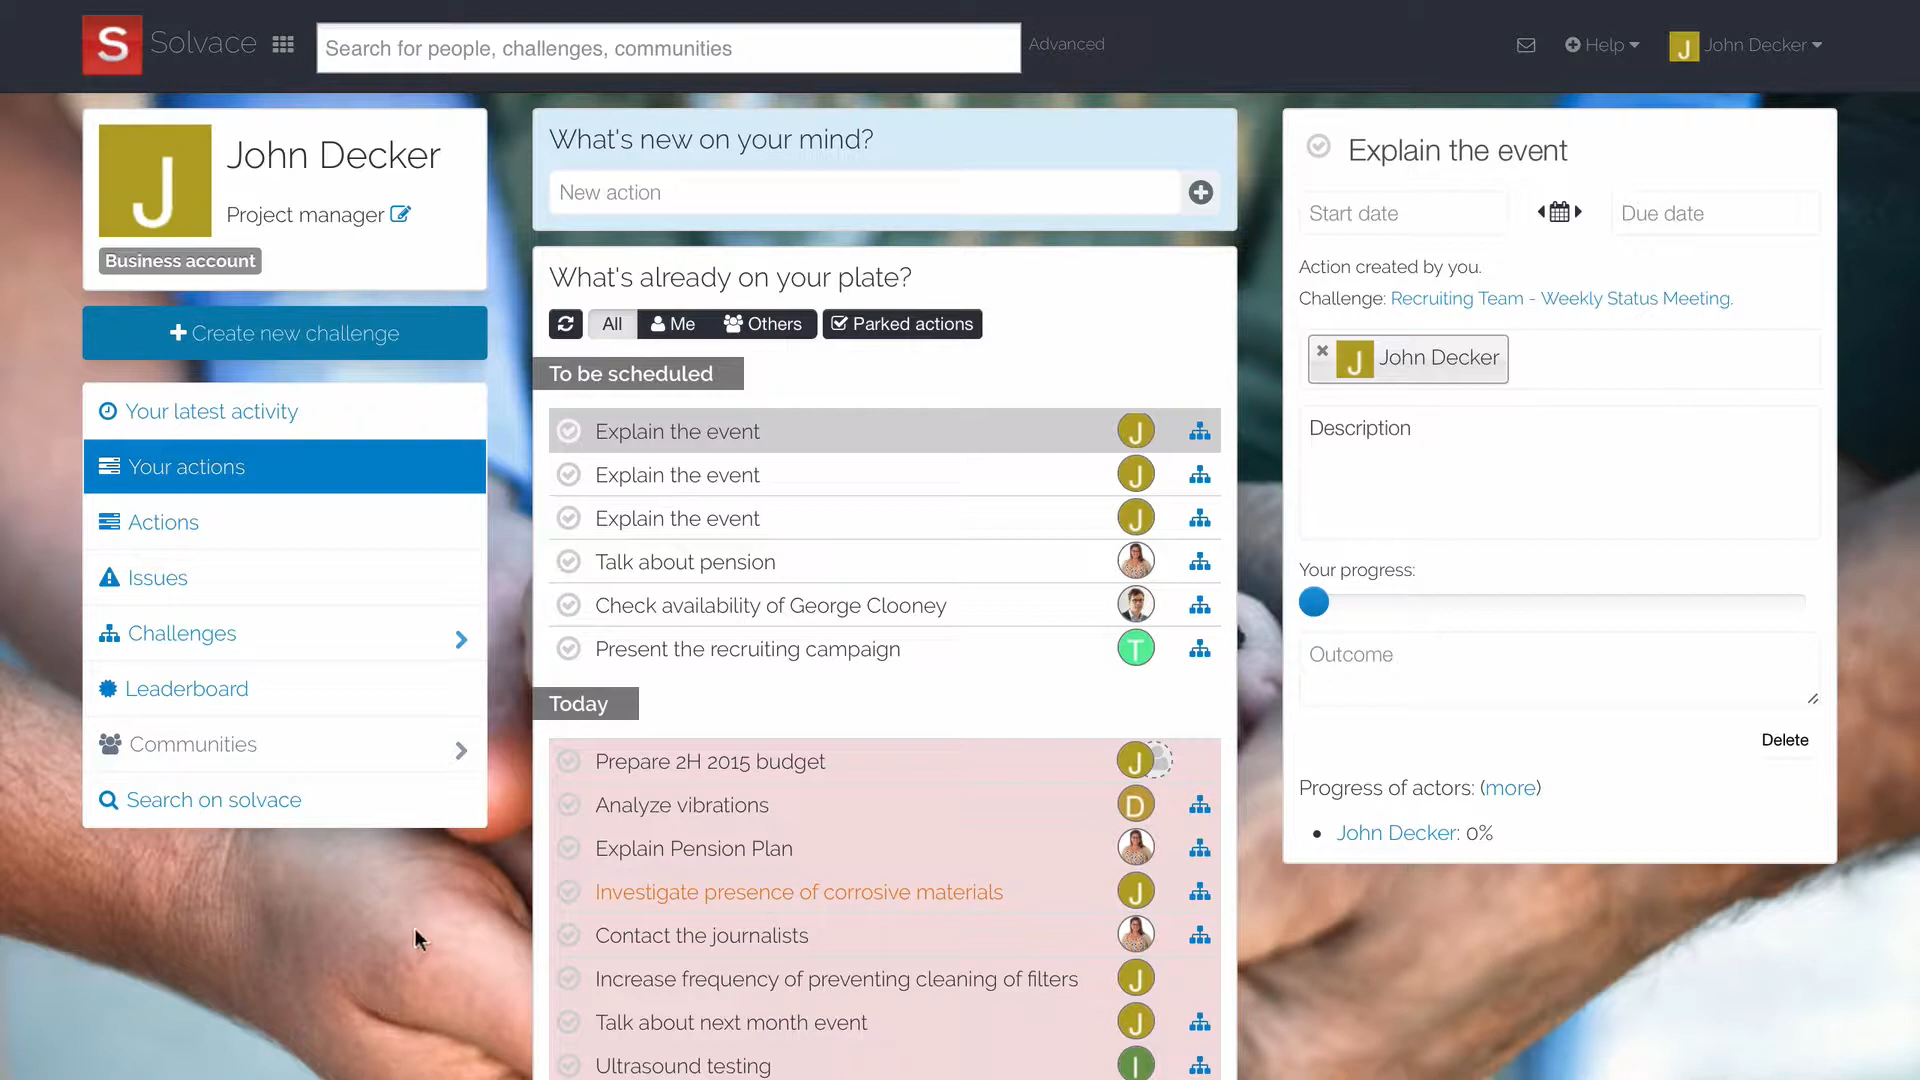 S Solvace
Search for people, challenges, communities
Advanced
Help
J John Decker
J
John Decker
Project manager
Business account
Create new challenge
Your latest activity
Your actions
Actions
Issues
Challenges
Leaderboard
Communities
Search on solvace
What's new on your mind?
New action
What's already on your plate?
All Me Others Parked actions
To be scheduled
Explain the event J
Explain the event J
Explain the event J
Talk about pension
Check availability of George Clooney
Present the recruiting campaign T
Today
Prepare 2H 2015 budget J
Analyze vibrations D
Explain Pension Plan
Investigate presence of corrosive materials J
Contact the journalists
Increase frequency of preventing cleaning of filters J
Talk about next month event J
Ultrasound testing I
Explain the event
Start date Due date
Action created by you.
Challenge: Recruiting Team - Weekly Status Meeting.
J John Decker
Description
Your progress:
Outcome
Delete
Progress of actors: (more)
John Decker: 0%